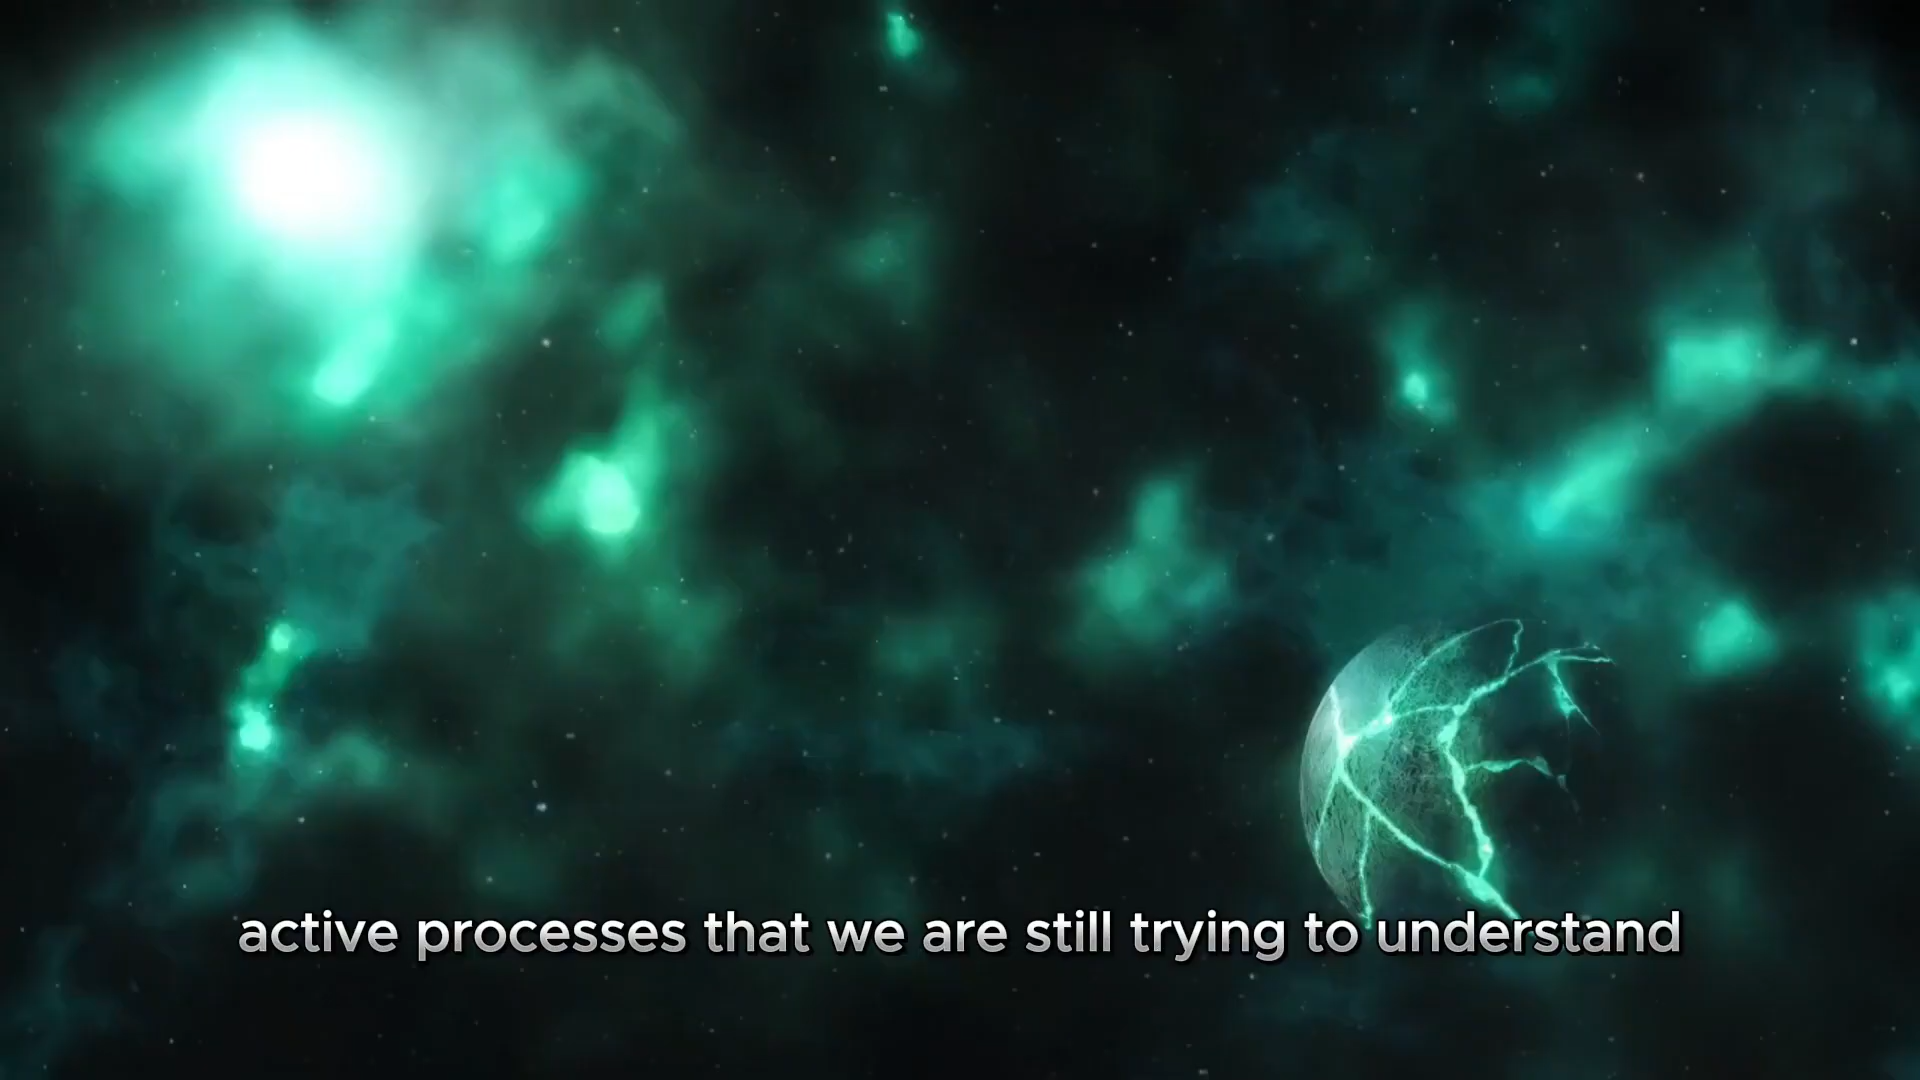 active processes that we are still trying to understand